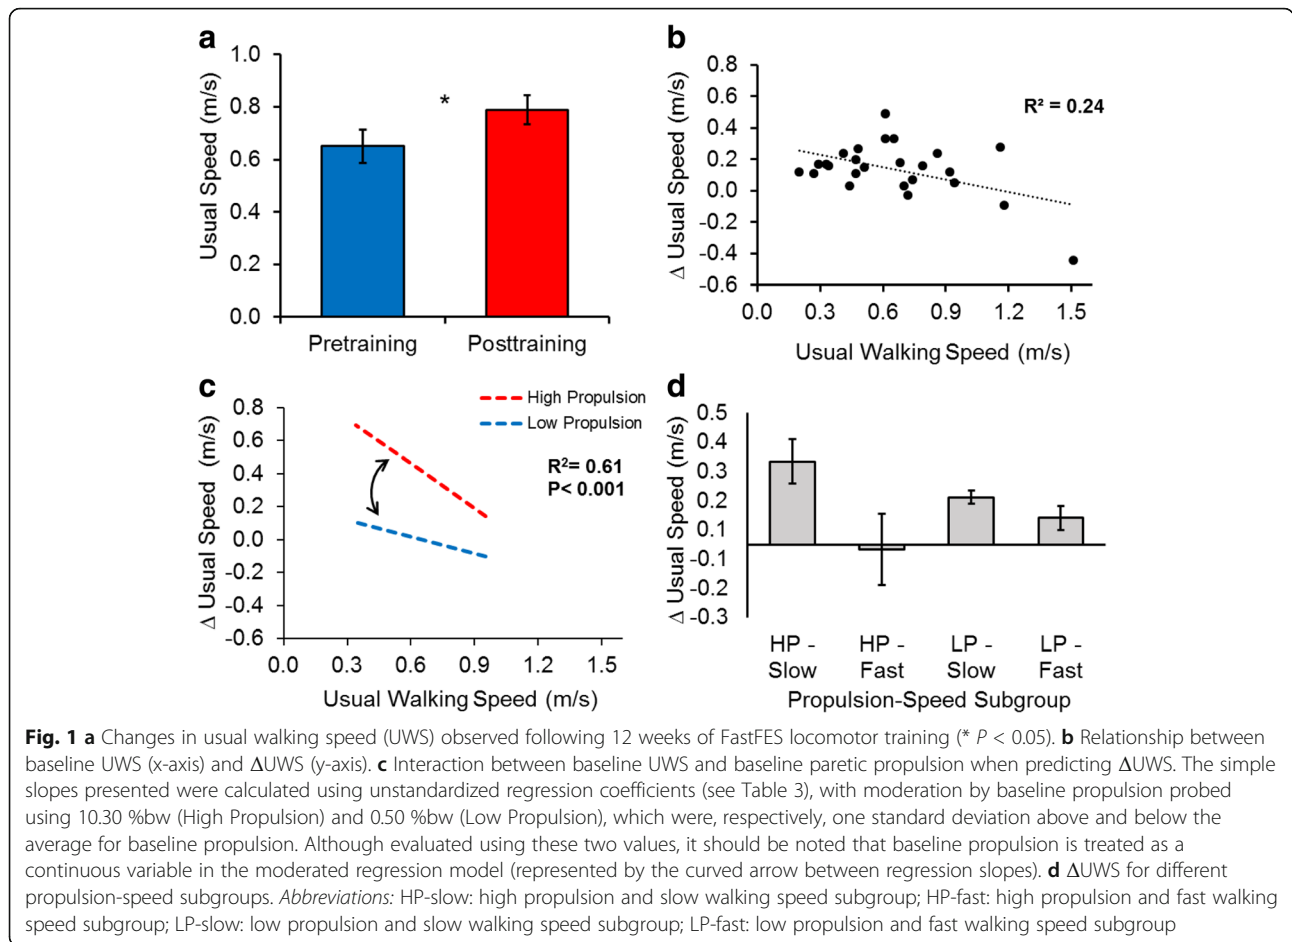 a
Usual Speed (m/s)
1.0
0.8
0.6
0.4
0.2
0.0
*
Pretraining
Posttraining
b
Δ Usual Speed (m/s)
0.8
0.6
0.4
0.2
0.0
-0.2
-0.4
-0.6
R² = 0.24
0.0 0.3 0.6 0.9 1.2 1.5
Usual Walking Speed (m/s)
c
Δ Usual Speed (m/s)
0.8
0.6
0.4
0.2
0.0
-0.2
-0.4
-0.6
High Propulsion
Low Propulsion
R²= 0.61
P< 0.001
0.0 0.3 0.6 0.9 1.2 1.5
Usual Walking Speed (m/s)
d
Δ Usual Speed (m/s)
0.5
0.4
0.3
0.2
0.1
-0.1
-0.2
-0.3
HP - Slow
HP - Fast
LP - Slow
LP - Fast
Propulsion-Speed Subgroup
Fig. 1 a Changes in usual walking speed (UWS) observed following 12 weeks of FastFES locomotor training (* P < 0.05). b Relationship between
baseline UWS (x-axis) and ΔUWS (y-axis). c Interaction between baseline UWS and baseline paretic propulsion when predicting ΔUWS. The simple
slopes presented were calculated using unstandardized regression coefficients (see Table 3), with moderation by baseline propulsion probed
using 10.30 %bw (High Propulsion) and 0.50 %bw (Low Propulsion), which were, respectively, one standard deviation above and below the
average for baseline propulsion. Although evaluated using these two values, it should be noted that baseline propulsion is treated as a
continuous variable in the moderated regression model (represented by the curved arrow between regression slopes). d ΔUWS for different
propulsion-speed subgroups. Abbreviations: HP-slow: high propulsion and slow walking speed subgroup; HP-fast: high propulsion and fast walking
speed subgroup; LP-slow: low propulsion and slow walking speed subgroup; LP-fast: low propulsion and fast walking speed subgroup